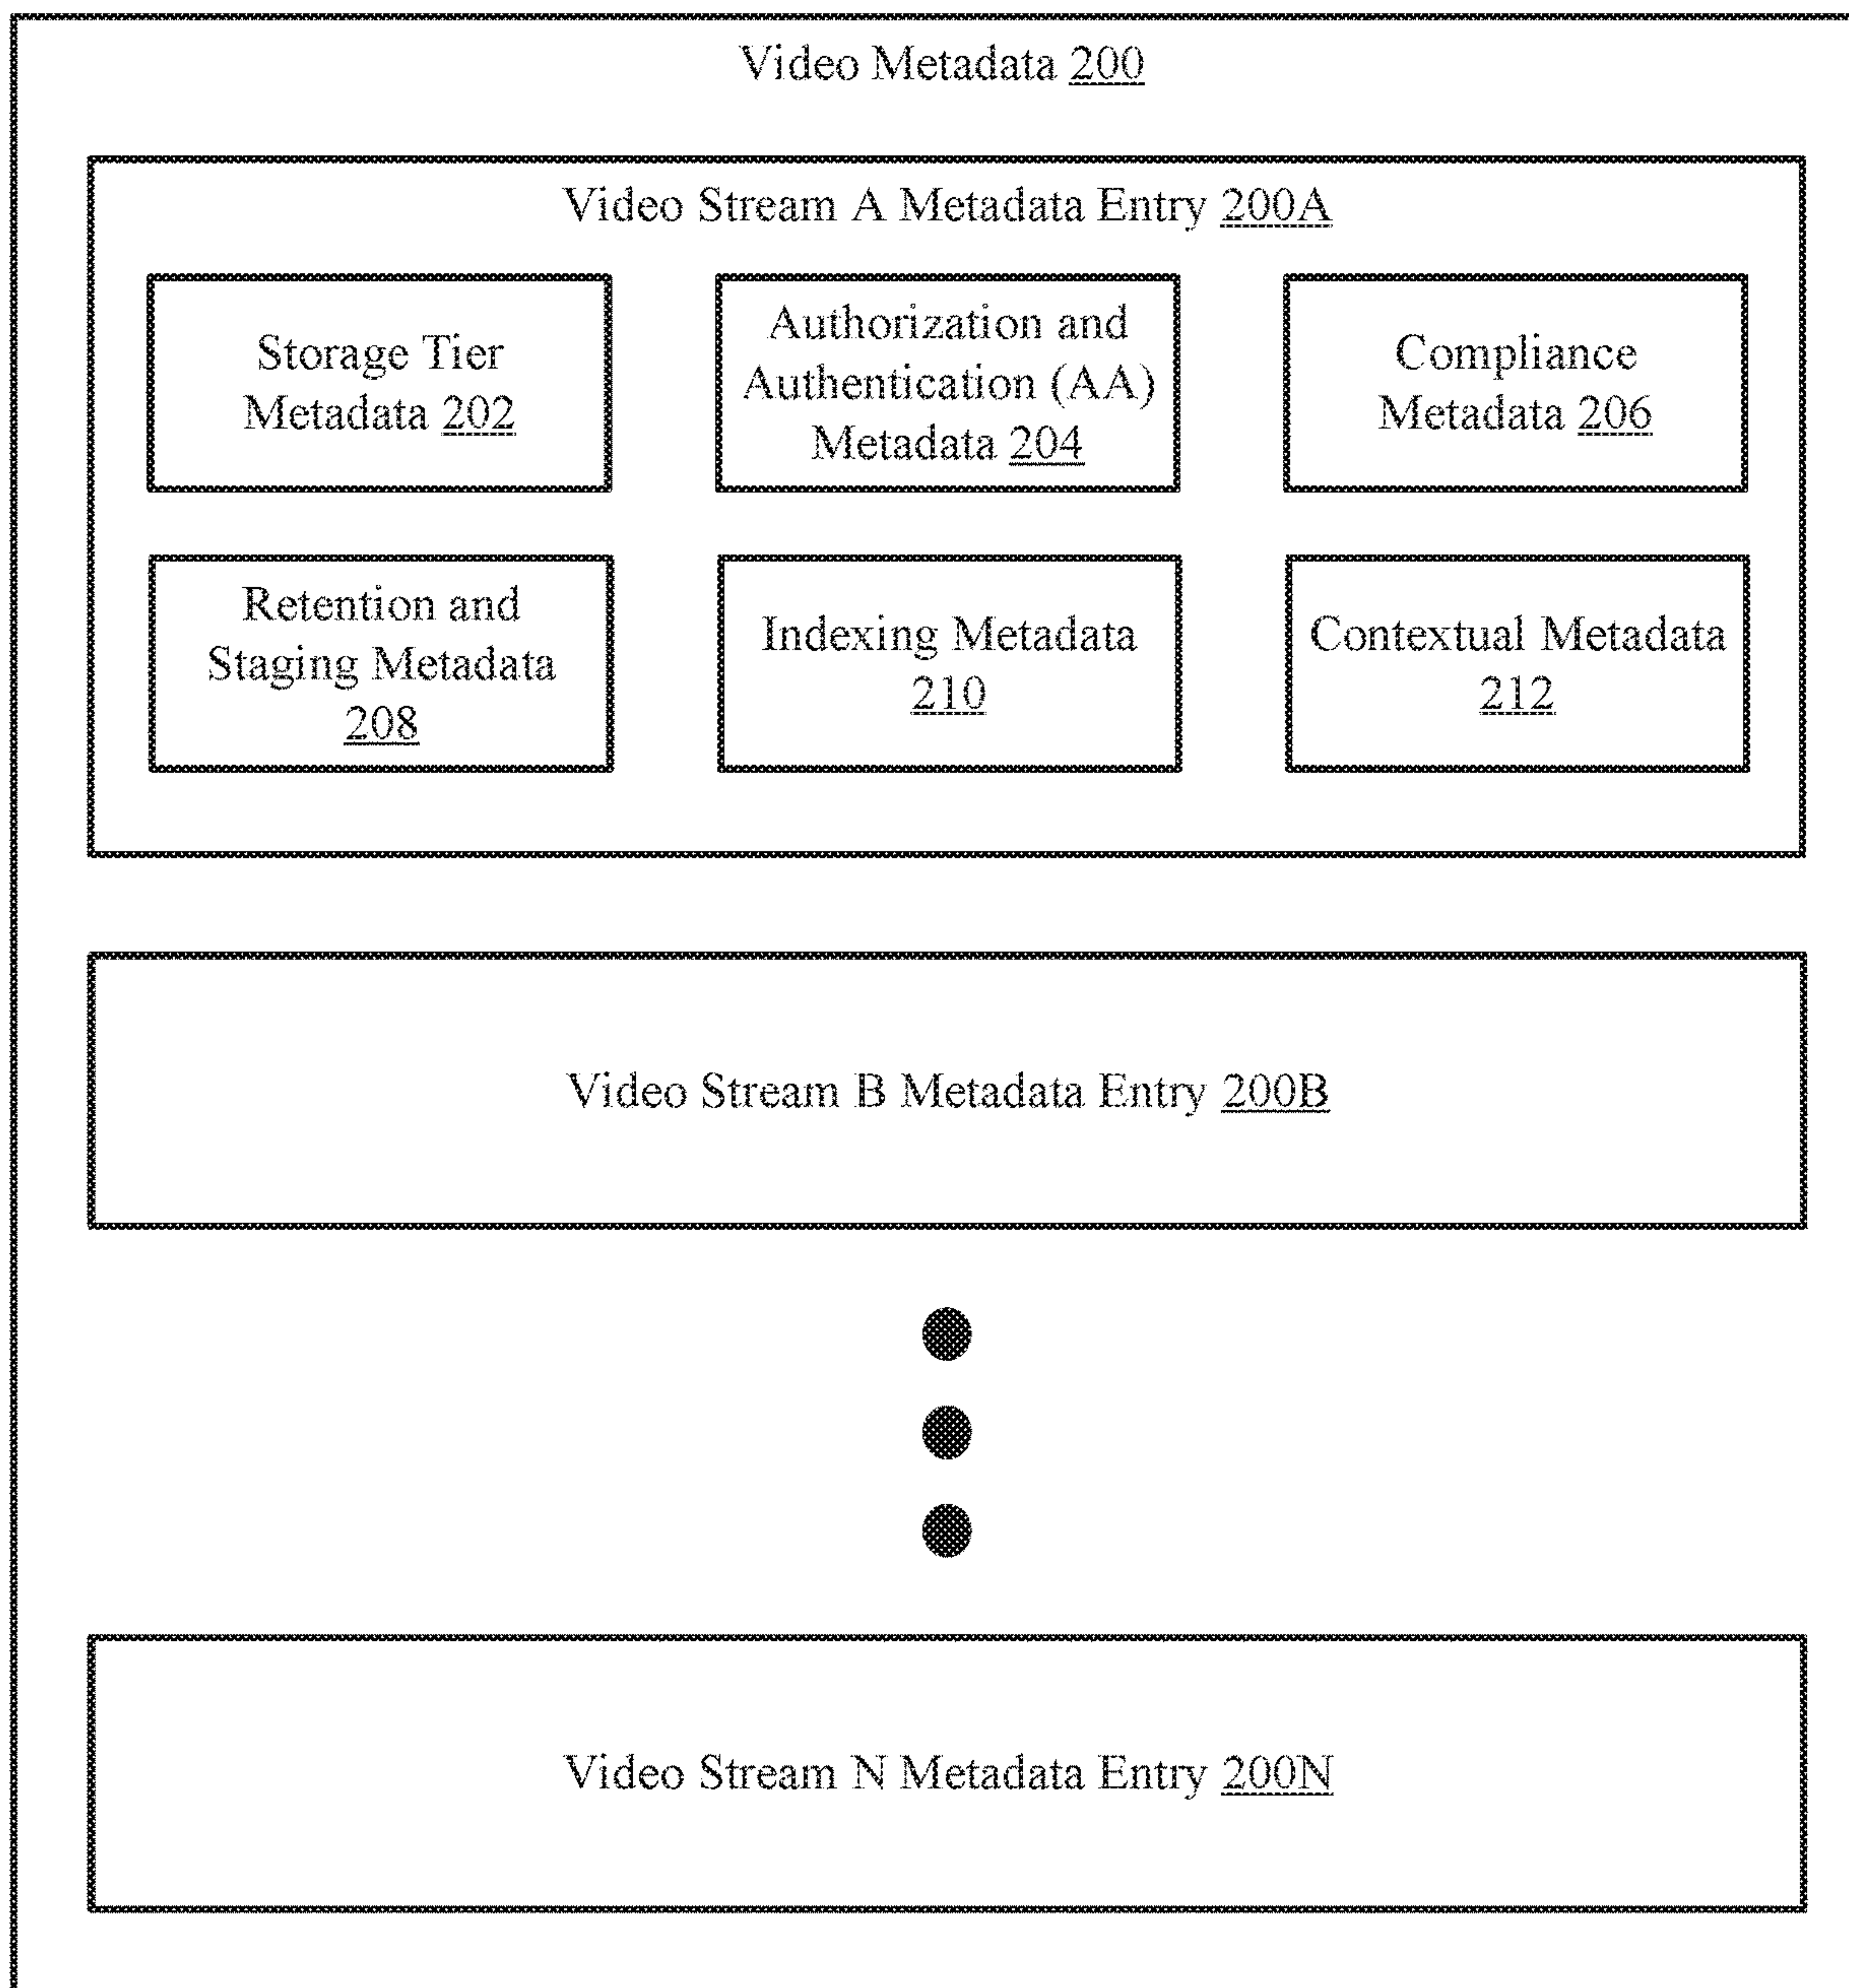 Video Metadata 200
Video Stream A Metadata Entry 200A
Storage Tier
Metadata 202
Authorization and
Authentication (AA)
Metadata 204
Compliance
Metadata 206
Retention and
Staging Metadata
208
Indexing Metadata
210
Contextual Metadata
212
Video Stream B Metadata Entry 200B
Video Stream N Metadata Entry 200N